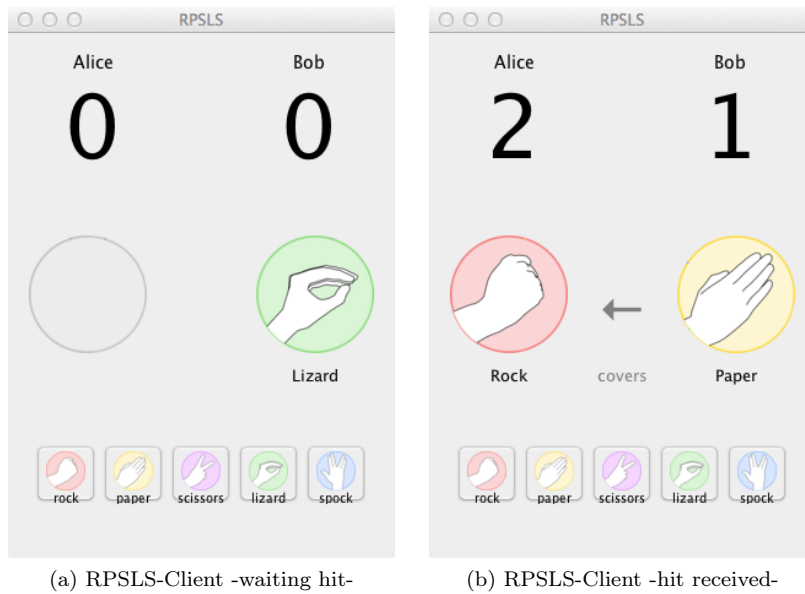 RPSLS
Alice Bob
0 0
Lizard
rock paper scissors lizard spock
(a) RPSLS-Client -waiting hit-
RPSLS
Alice Bob
2 1
Rock covers Paper
rock paper scissors lizard spock
(b) RPSLS-Client -hit received-